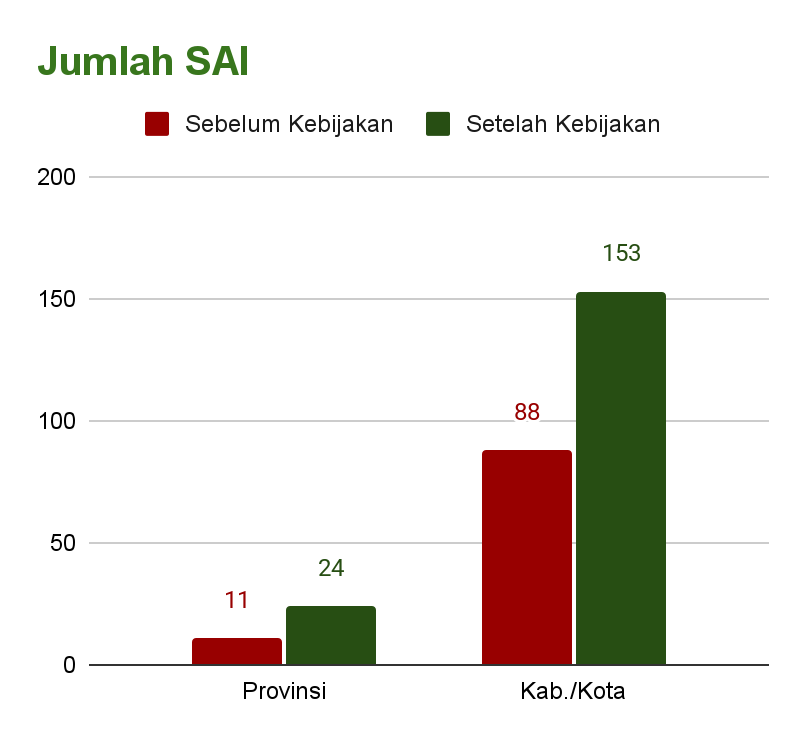 Jumlah SAI
Sebelum Kebijakan
Setelah Kebijakan
200
150
100
50
0
11
24
88
153
Provinsi
Kab./Kota